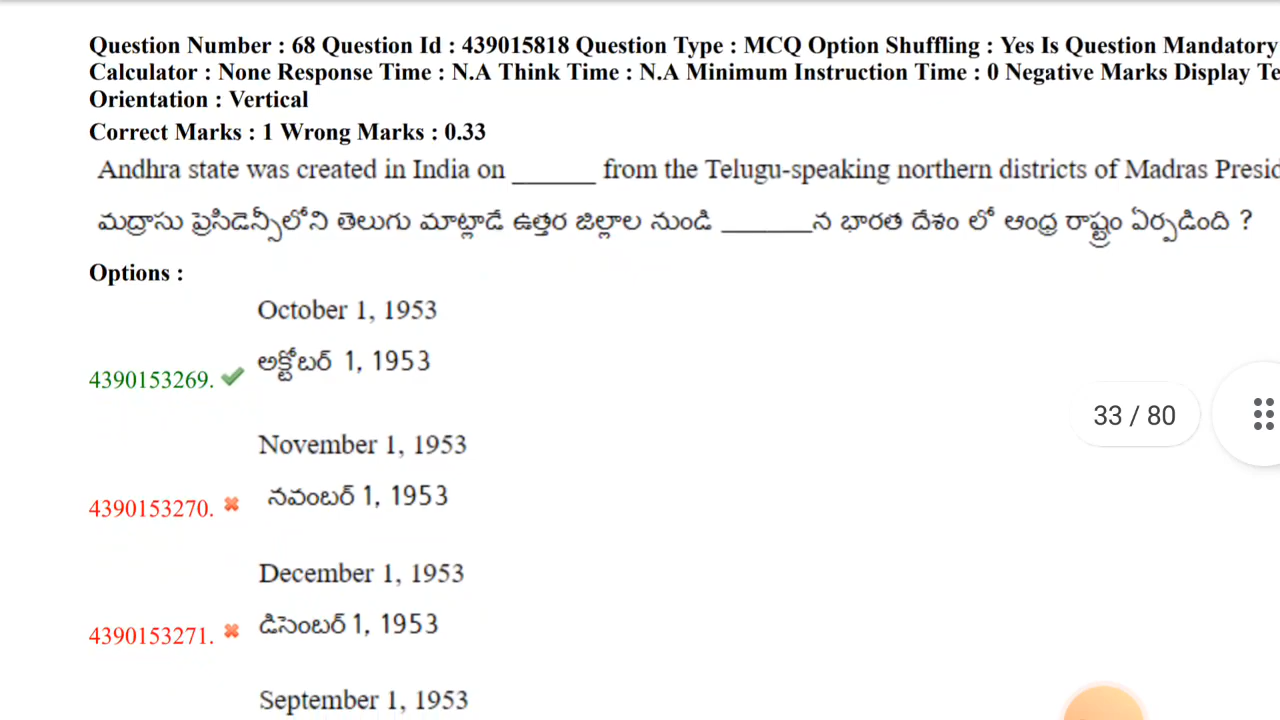 Question Number : 68 Question Id : 439015818 Question Type : MCQ Option Shuffling : Yes Is Question Mandatory
Calculator : None Response Time : N.A Think Time : N.A Minimum Instruction Time : 0 Negative Marks Display Te
Orientation : Vertical
Correct Marks : 1 Wrong Marks : 0.33
Andhra state was created in India on ______ from the Telugu-speaking northern districts of Madras Presid
మద్రాసు ప్రెసిడెన్సీలోని తెలుగు మాట్లాడే ఉత్తర జిల్లాల నుండి _______న భారత దేశం లో ఆంధ్ర రాష్ట్రం ఏర్పడింది ?
Options :
October 1, 1953
అక్టోబర్ 1, 1953
4390153269.
33 / 80
November 1, 1953
నవంబర్ 1, 1953
4390153270.
December 1, 1953
డిసెంబర్ 1, 1953
4390153271.
September 1, 1953